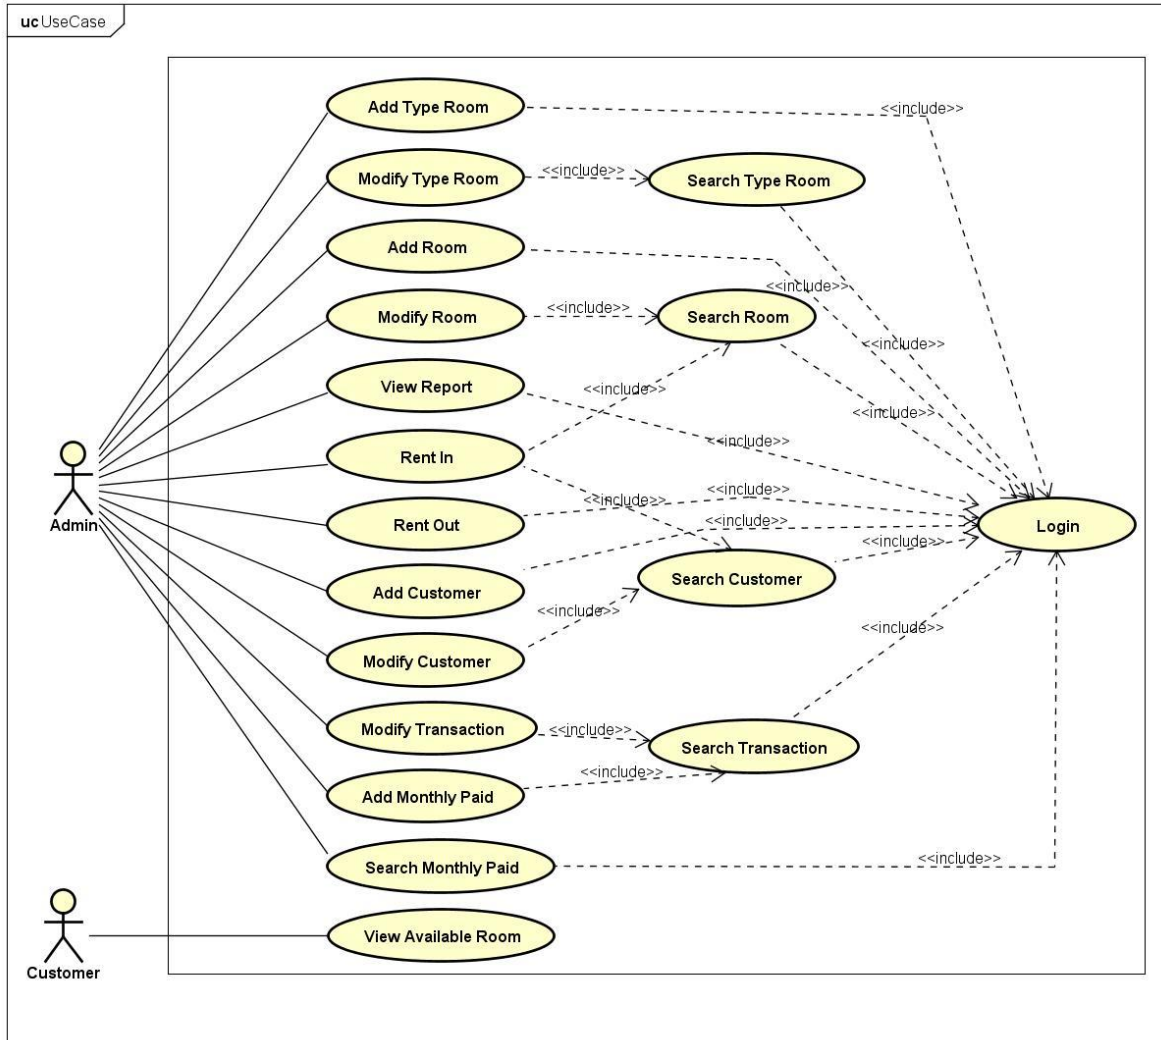 uc UseCase
Add Type Room
<<include>>
Modify Type Room
<<include>>
Search Type Room
Add Room
<<include>>
Modify Room
<<include>>
Search Room
<<include>>
View Report
<<include>>
<<include>>
<<include>>
Rent In
Admin
<<include>>
<<include>>
Rent Out
<<include>>
Login
<<include>>
Add Customer
Search Customer
<<include>>
Modify Customer
<<include>>
Modify Transaction
<<include>>
Search Transaction
<<include>>
Add Monthly Paid
Search Monthly Paid
<<include>>
View Available Room
Customer